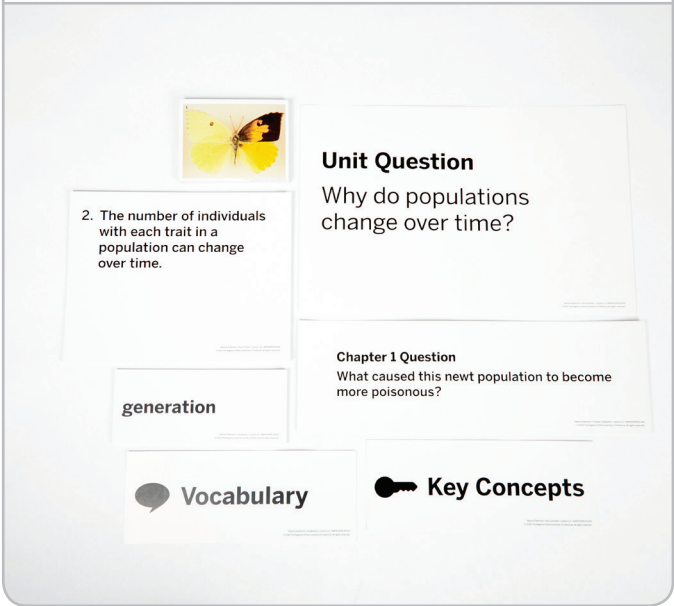 Unit Question
Why do populations
change over time?
2. The number of individuals
with each trait in a
population can change
over time.
Chapter 1 Question
What caused this newt population to become
more poisonous?
generation
Vocabulary
Key Concepts